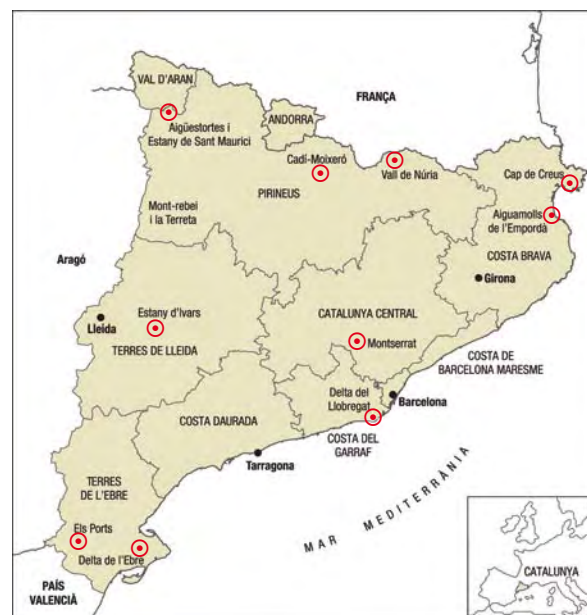 VAL D'ARAN
FRANÇA
ANDORRA
Aigüestortes i
Estany de Sant Maurici
Cadí-Moixeró
Vall de Núria
Cap de Creus
PIRINEUS
Mont-rebei
i la Terreta
Aiguamolls
de l'Empordà
COSTA BRAVA
Aragó
Girona
Estany d'Ivars
CATALUNYA CENTRAL
Lleida
TERRES DE LLEIDA
Montserrat
COSTA DE
BARCELONA MARESME
Delta del
Llobregat
Barcelona
COSTA DAURADA
COSTA DEL
GARRAF
Tarragona
MAR MEDITERRÀNIA
TERRES
DE L'EBRE
Els Ports
Delta de l'Ebre
PAÍS
VALENCIÀ
CATALUNYA